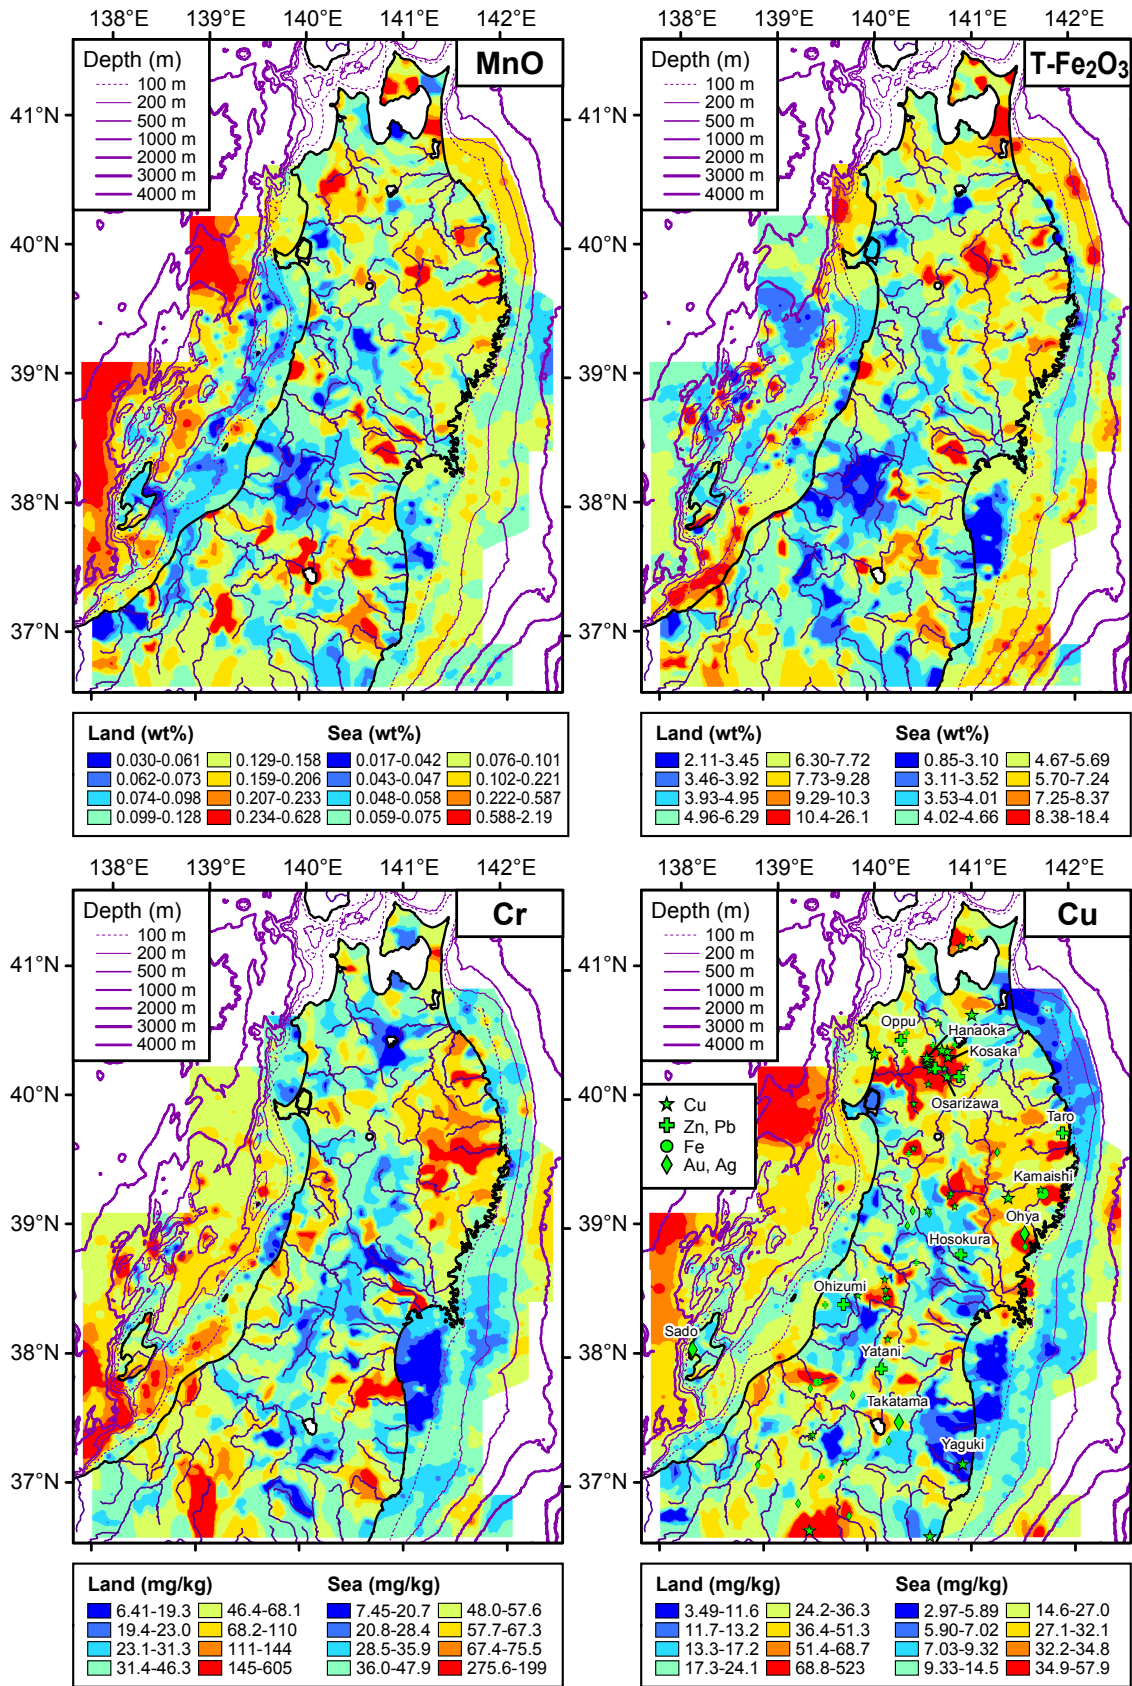 138°E 139°E 140°E 141°E 142°E
138°E 139°E 140°E 141°E 142°E
Depth (m)
100 m
200 m
500 m
1000 m
2000 m
3000 m
4000 m
MnO
41°N
40°N
39°N
38°N
37°N
Depth (m)
100 m
200 m
500 m
1000 m
2000 m
3000 m
4000 m
T-Fe₂O₃
Land (wt%) Sea (wt%)
0.030-0.061 0.129-0.158 0.017-0.042 0.076-0.101
0.062-0.073 0.159-0.206 0.043-0.047 0.102-0.221
0.074-0.098 0.207-0.233 0.048-0.058 0.222-0.587
0.099-0.128 0.234-0.628 0.059-0.075 0.588-2.19
Land (wt%) Sea (wt%)
2.11-3.45 6.30-7.72 0.85-3.10 4.67-5.69
3.46-3.92 7.73-9.28 3.11-3.52 5.70-7.24
3.93-4.95 9.29-10.3 3.53-4.01 7.25-8.37
4.96-6.29 10.4-26.1 4.02-4.66 8.38-18.4
138°E 139°E 140°E 141°E 142°E
138°E 139°E 140°E 141°E 142°E
Depth (m)
100 m
200 m
500 m
1000 m
2000 m
3000 m
4000 m
Cr
41°N
40°N
39°N
38°N
37°N
Depth (m)
100 m
200 m
500 m
1000 m
2000 m
3000 m
4000 m
Cu
Cu
Zn, Pb
Fe
Au, Ag
Oppu
Hanaoka
Kosaka
Osarizawa
Taro
Kamaishi
Ohya
Hosokura
Ohizumi
Sado
Yatani
Takatama
Yaguki
Land (mg/kg) Sea (mg/kg)
6.41-19.3 46.4-68.1 7.45-20.7 48.0-57.6
19.4-23.0 68.2-110 20.8-28.4 57.7-67.3
23.1-31.3 111-144 28.5-35.9 67.4-75.5
31.4-46.3 145-605 36.0-47.9 275.6-199
Land (mg/kg) Sea (mg/kg)
3.49-11.6 24.2-36.3 2.97-5.89 14.6-27.0
11.7-13.2 36.4-51.3 5.90-7.02 27.1-32.1
13.3-17.2 51.4-68.7 7.03-9.32 32.2-34.8
17.3-24.1 68.8-523 9.33-14.5 34.9-57.9